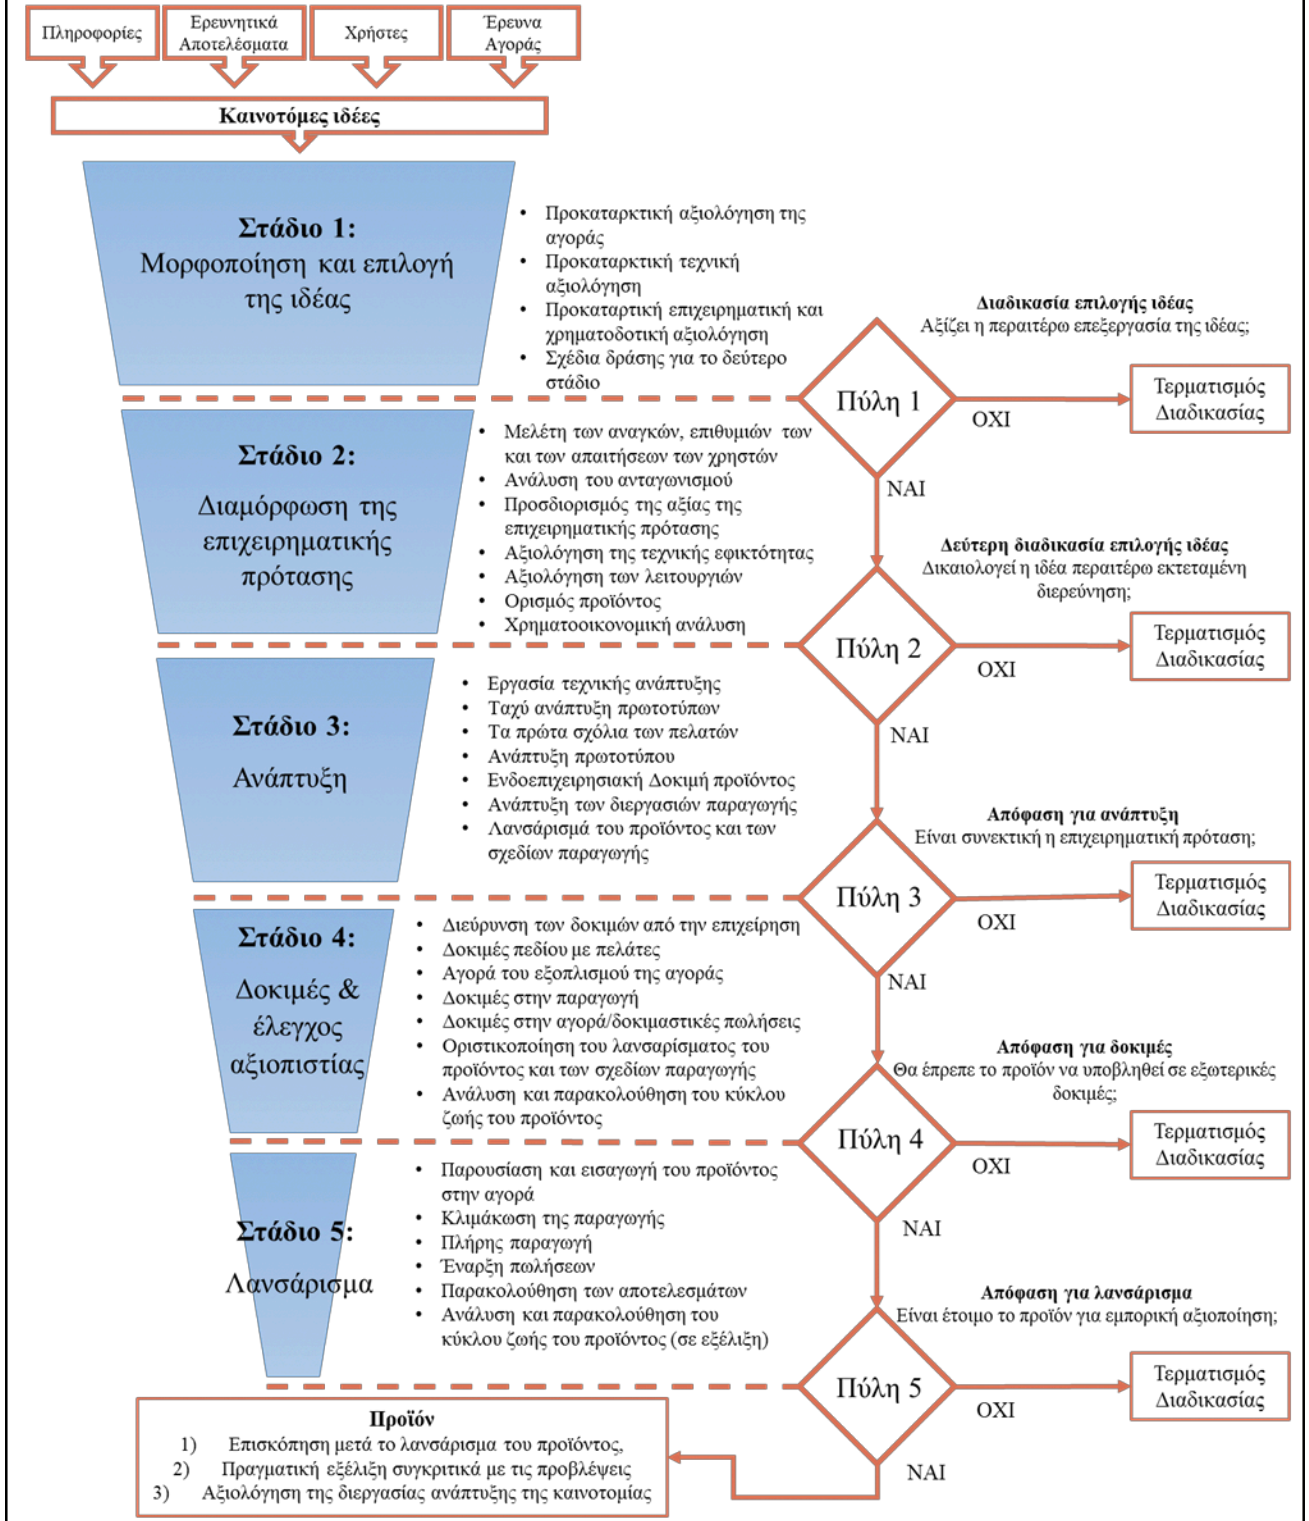 Πληροφορίες
Ερευνητικά
Αποτελέσματα
Χρήστες
Έρευνα
Αγοράς
Καινοτόμες ιδέες
Στάδιο 1:
Μορφοποίηση και επιλογή
της ιδέας
• Προκαταρκτική αξιολόγηση της
αγοράς
• Προκαταρκτική τεχνική
αξιολόγηση
• Προκαταρτική επιχειρηματική και
χρηματοδοτική αξιολόγηση
• Σχέδια δράσης για το δεύτερο
στάδιο
Διαδικασία επιλογής ιδέας
Αξίζει η περαιτέρω επεξεργασία της ιδέας;
Πύλη 1
ΟΧΙ
Τερματισμός
Διαδικασίας
ΝΑΙ
Στάδιο 2:
Διαμόρφωση της
επιχειρηματικής
πρότασης
• Μελέτη των αναγκών, επιθυμιών των
και των απαιτήσεων των χρηστών
• Ανάλυση του ανταγωνισμού
• Προσδιορισμός της αξίας της
επιχειρηματικής πρότασης
• Αξιολόγηση της τεχνικής εφικτότητας
• Αξιολόγηση των λειτουργιών
• Ορισμός προϊόντος
• Χρηματοοικονομική ανάλυση
Δεύτερη διαδικασία επιλογής ιδέας
Δικαιολογεί η ιδέα περαιτέρω εκτεταμένη
διερεύνηση;
Πύλη 2
ΟΧΙ
Τερματισμός
Διαδικασίας
ΝΑΙ
Στάδιο 3:
Ανάπτυξη
• Εργασία τεχνικής ανάπτυξης
• Ταχύ ανάπτυξη πρωτοτύπων
• Τα πρώτα σχόλια των πελατών
• Ανάπτυξη πρωτοτύπου
• Ενδοεπιχειρησιακή Δοκιμή προϊόντος
• Ανάπτυξη των διεργασιών παραγωγής
• Λανσάρισμά του προϊόντος και των
σχεδίων παραγωγής
Απόφαση για ανάπτυξη
Είναι συνεκτική η επιχειρηματική πρόταση;
Πύλη 3
ΟΧΙ
Τερματισμός
Διαδικασίας
ΝΑΙ
Στάδιο 4:
Δοκιμές &
έλεγχος
αξιοπιστίας
• Διεύρυνση των δοκιμών από την επιχείρηση
• Δοκιμές πεδίου με πελάτες
• Αγορά του εξοπλισμού της αγοράς
• Δοκιμές στην παραγωγή
• Δοκιμές στην αγορά/δοκιμαστικές πωλήσεις
• Οριστικοποίηση του λανσαρίσματος του
προϊόντος και των σχεδίων παραγωγής
• Ανάλυση και παρακολούθηση του κύκλου
ζωής του προϊόντος
Απόφαση για δοκιμές
Θα έπρεπε το προϊόν να υποβληθεί σε εξωτερικές
δοκιμές;
Πύλη 4
ΟΧΙ
Τερματισμός
Διαδικασίας
ΝΑΙ
Στάδιο 5:
Λανσάρισμα
• Παρουσίαση και εισαγωγή του προϊόντος
στην αγορά
• Κλιμάκωση της παραγωγής
• Πλήρης παραγωγή
• Έναρξη πωλήσεων
• Παρακολούθηση των αποτελεσμάτων
• Ανάλυση και παρακολούθηση του
κύκλου ζωής του προϊόντος (σε εξέλιξη)
Απόφαση για λανσάρισμα
Είναι έτοιμο το προϊόν για εμπορική αξιοποίηση;
Πύλη 5
ΟΧΙ
Τερματισμός
Διαδικασίας
ΝΑΙ
Προϊόν
1) Επισκόπηση μετά το λανσάρισμα του προϊόντος,
2) Πραγματική εξέλιξη συγκριτικά με τις προβλέψεις
3) Αξιολόγηση της διεργασίας ανάπτυξης της καινοτομίας